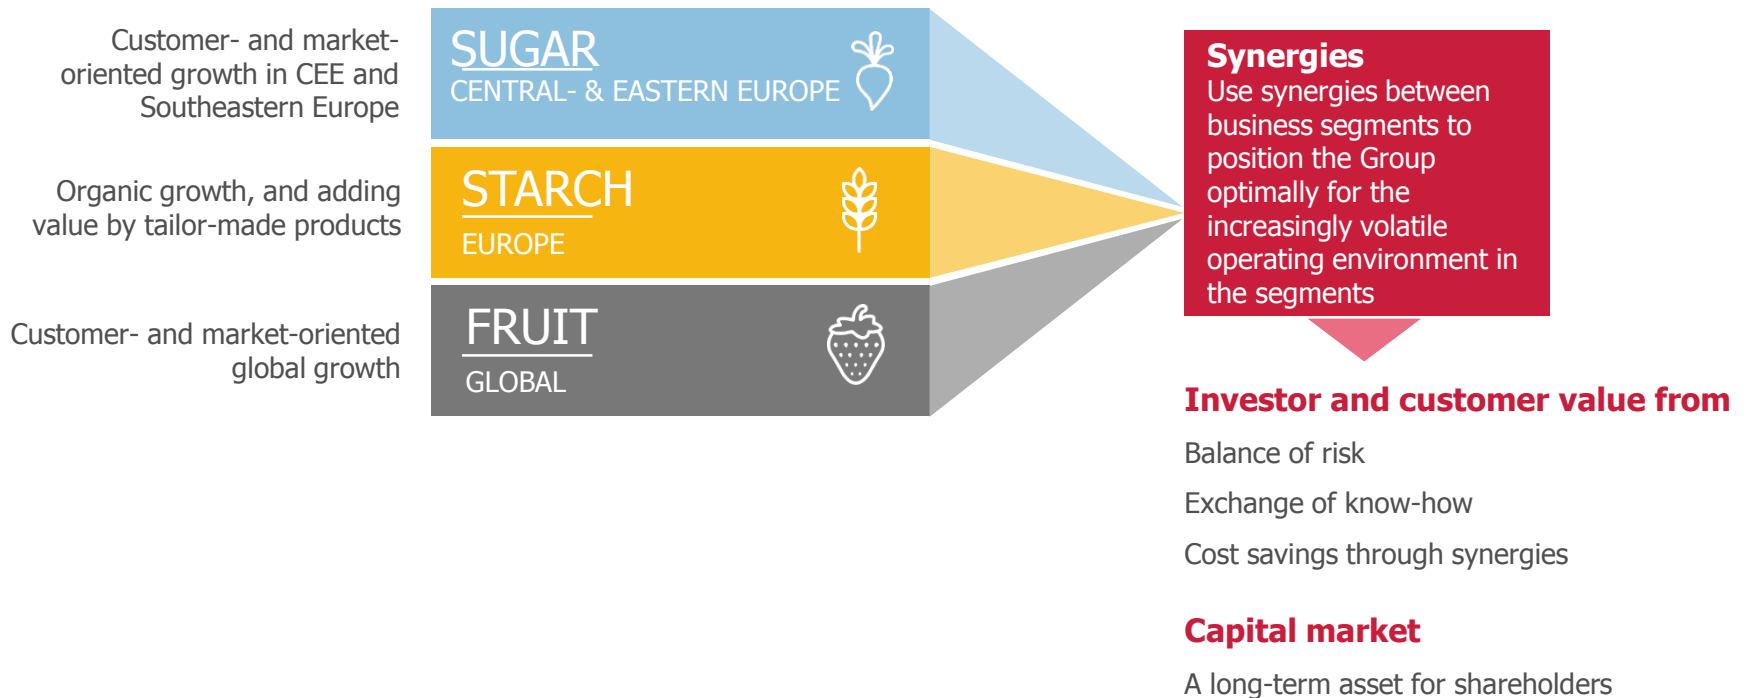 Customer- and market-
oriented growth in CEE and
Southeastern Europe
SUGAR
CENTRAL- & EASTERN EUROPE
Organic growth, and adding
value by tailor-made products
STARCH
EUROPE
Customer- and market-oriented
global growth
FRUIT
GLOBAL
Synergies
Use synergies between
business segments to
position the Group
optimally for the
increasingly volatile
operating environment in
the segments
Investor and customer value from
Balance of risk
Exchange of know-how
Cost savings through synergies
Capital market
A long-term asset for shareholders